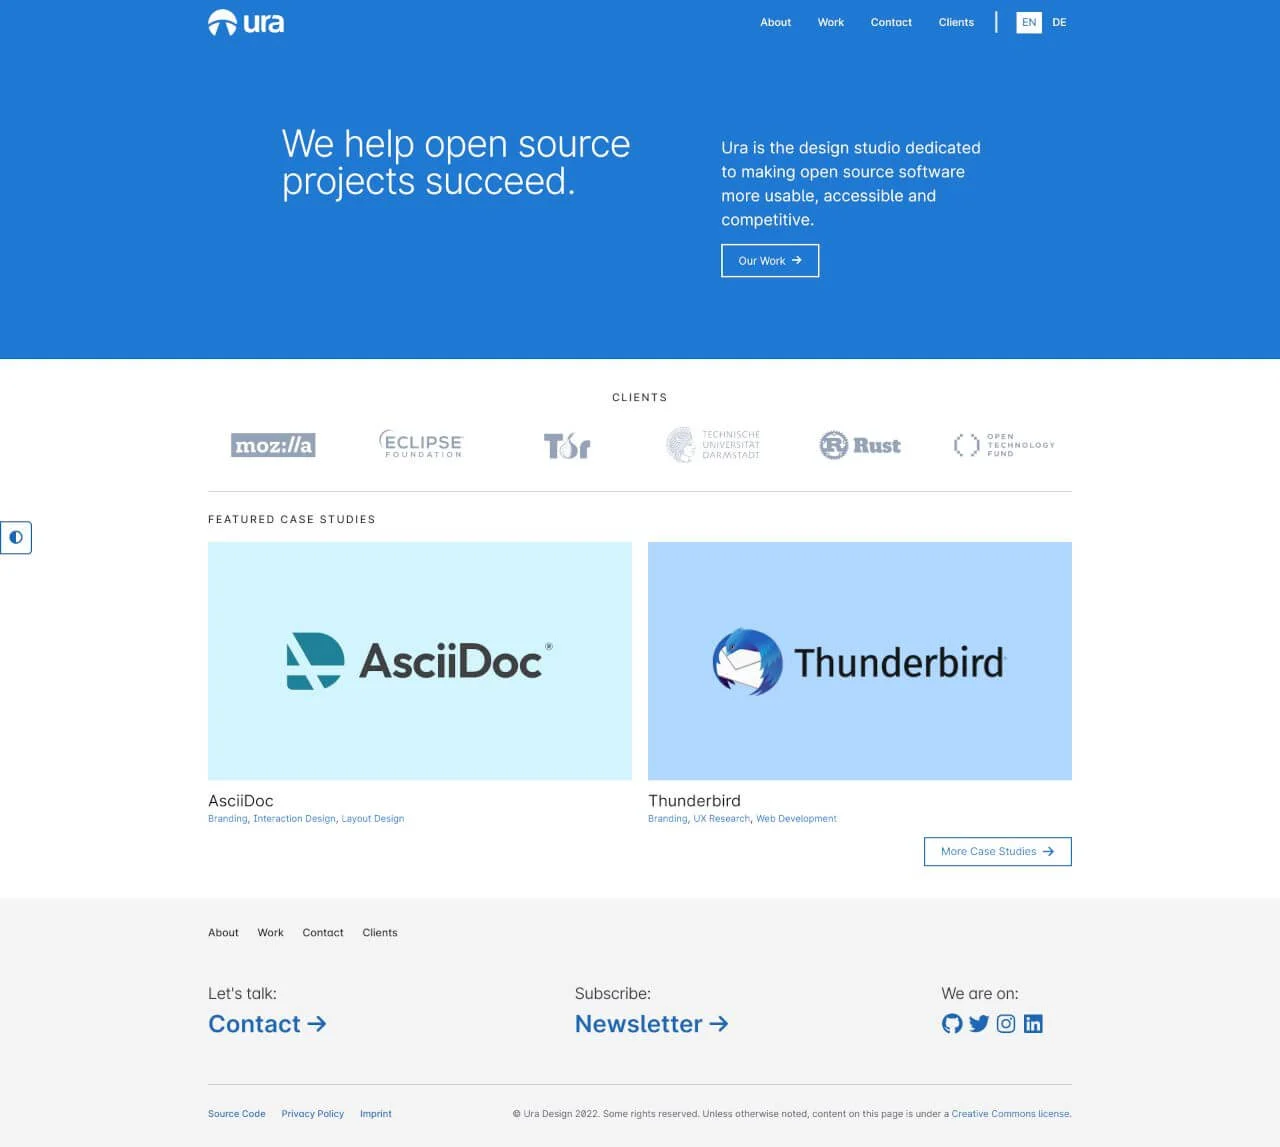 ura
About Work Contact Clients EN DE
We help open source
projects succeed.
Ura is the design studio dedicated
to making open source software
more usable, accessible and
competitive.
Our Work →
CLIENTS
moz://a
ECLIPSE
FOUNDATION
Tor
TECHNISCHE
UNIVERSITÄT
DARMSTADT
R Rust
OPEN
TECHNOLOGY
FUND
FEATURED CASE STUDIES
AsciiDoc®
Thunderbird
AsciiDoc
Branding, Interaction Design, Layout Design
Thunderbird
Branding, UX Research, Web Development
More Case Studies →
About Work Contact Clients
Let's talk:
Contact →
Subscribe:
Newsletter →
We are on:
in
Source Code Privacy Policy Imprint
© Ura Design 2022. Some rights reserved. Unless otherwise noted, content on this page is under a Creative Commons license.